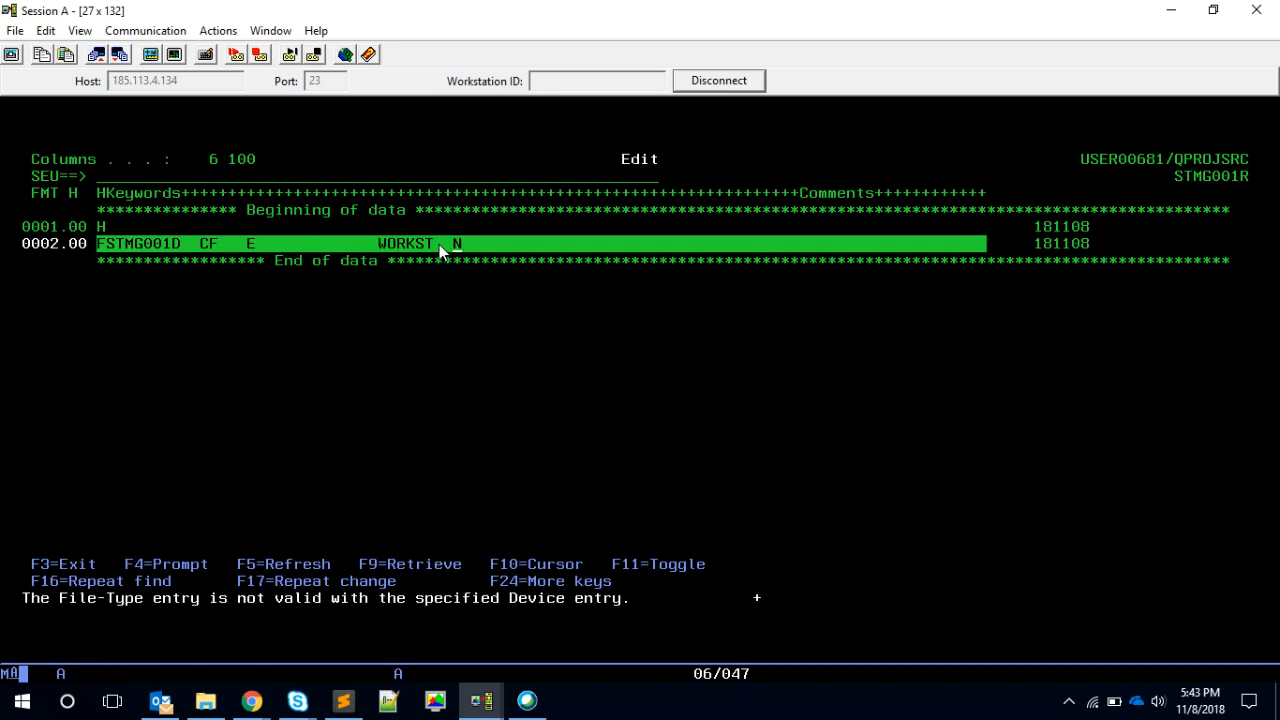 Session A - [27 x 132]
File Edit View Communication Actions Window Help
Host: 185.113.4.134 Port: 23 Workstation ID: Disconnect
Columns . . . : 6 100 Edit USER00681/QPROJSRC
SEU==> STMG001R
FMT H HKeywords++++++++++++++++++++++++++++++++++++++++++++++++++++++++++++++++++Comments++++++++++++
*************** Beginning of data ****************************************************************************************
0001.00 H 181108
0002.00 FSTMG001D CF E WORKST N 181108
****************** End of data ******************************************************************************************
F3=Exit F4=Prompt F5=Refresh F9=Retrieve F10=Cursor F11=Toggle
F16=Repeat find F17=Repeat change F24=More keys
The File-Type entry is not valid with the specified Device entry. +
MA A A 06/047
5:43 PM
11/8/2018